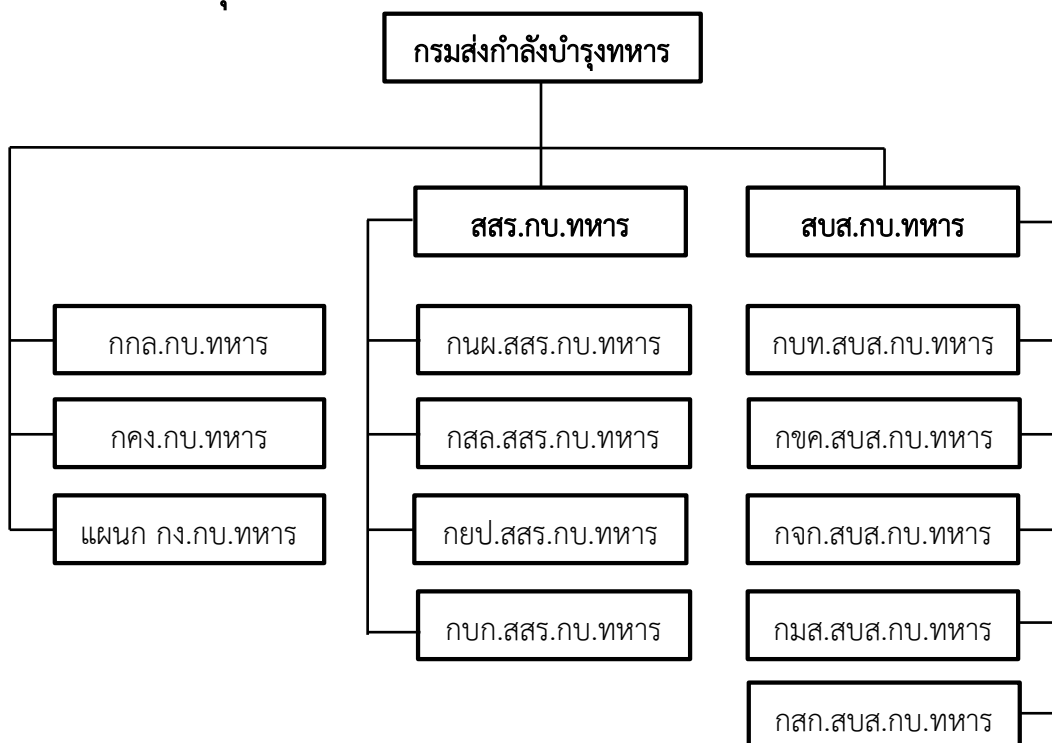 กรมส่งกำลังบำรุงทหาร
สสร.กบ.ทหาร
สบส.กบ.ทหาร
กกล.กบ.ทหาร
กนผ.สสร.กบ.ทหาร
กบท.สบส.กบ.ทหาร
กคง.กบ.ทหาร
กสล.สสร.กบ.ทหาร
กขค.สบส.กบ.ทหาร
แผนก กง.กบ.ทหาร
กยป.สสร.กบ.ทหาร
กจก.สบส.กบ.ทหาร
กบก.สสร.กบ.ทหาร
กมส.สบส.กบ.ทหาร
กสก.สบส.กบ.ทหาร